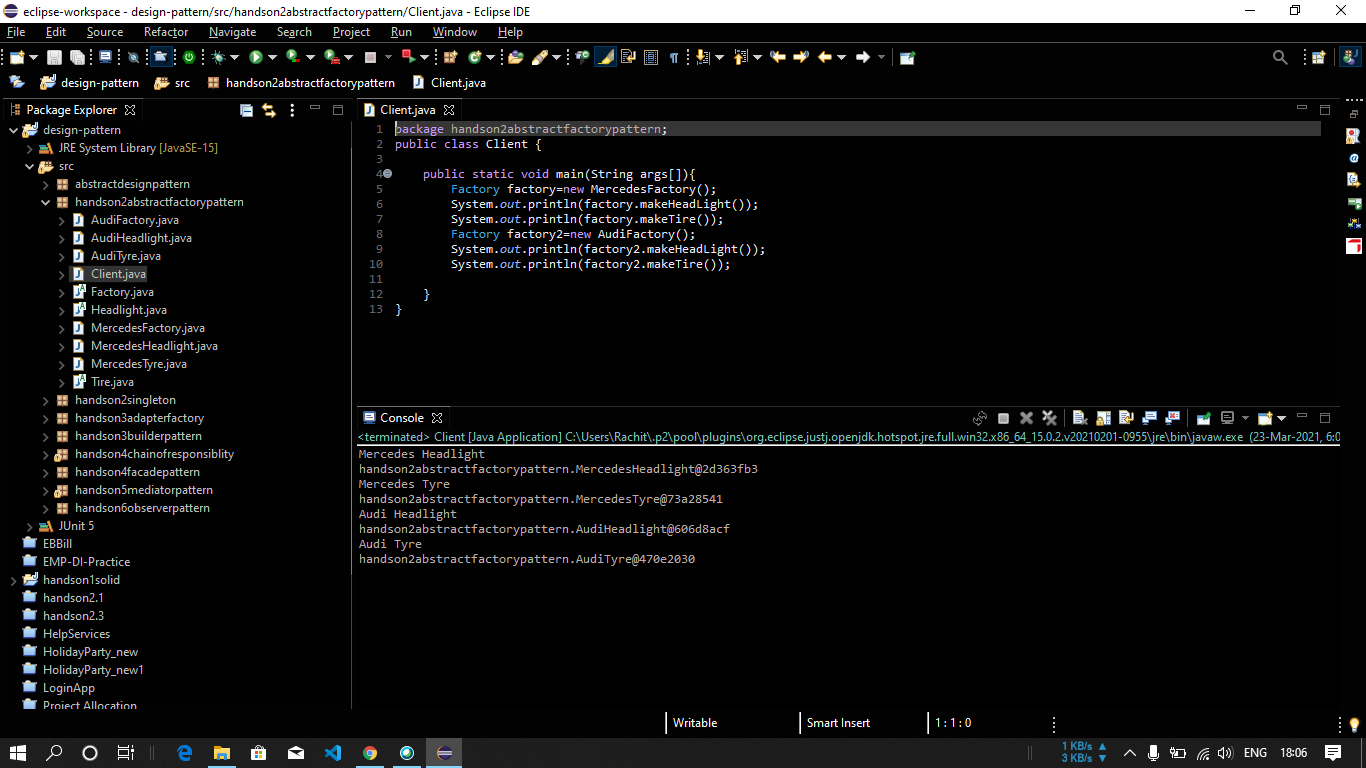 eclipse-workspace - design-pattern/src/handson2abstractfactorypattern/Client.java - Eclipse IDE
File Edit Source Refactor Navigate Search Project Run Window Help
design-pattern src handson2abstractfactorypattern Client.java
Package Explorer
design-pattern
JRE System Library [JavaSE-15]
src
abstractdesignpattern
handson2abstractfactorypattern
AudiFactory.java
AudiHeadlight.java
AudiTyre.java
Client.java
Factory.java
Headlight.java
MercedesFactory.java
MercedesHeadlight.java
MercedesTyre.java
Tire.java
handson2singleton
handson3adapterfactory
handson3builderpattern
handson4chainofresponsiblity
handson4facadepattern
handson5mediatorpattern
handson6observerpattern
JUnit 5
EBBill
EMP-DI-Practice
handson1solid
handson2.1
handson2.3
HelpServices
HolidayParty_new
HolidayParty_new1
LoginApp
Project Allocation
Client.java
1 package handson2abstractfactorypattern;
2 public class Client {
3
4 public static void main(String args[]){
5 Factory factory=new MercedesFactory();
6 System.out.println(factory.makeHeadLight());
7 System.out.println(factory.makeTire());
8 Factory factory2=new AudiFactory();
9 System.out.println(factory2.makeHeadLight());
10 System.out.println(factory2.makeTire());
11
12 }
13 }
Console
<terminated> Client [Java Application] C:\Users\Rachit\.p2\pool\plugins\org.eclipse.justj.openjdk.hotspot.jre.full.win32.x86_64_15.0.2.v20210201-0955\jre\bin\javaw.exe (23-Mar-2021, 6:0
Mercedes Headlight
handson2abstractfactorypattern.MercedesHeadlight@2d363fb3
Mercedes Tyre
handson2abstractfactorypattern.MercedesTyre@73a28541
Audi Headlight
handson2abstractfactorypattern.AudiHeadlight@606d8acf
Audi Tyre
handson2abstractfactorypattern.AudiTyre@470e2030
Writable Smart Insert 1 : 1 : 0
1 KB/s
3 KB/s
ENG 18:06